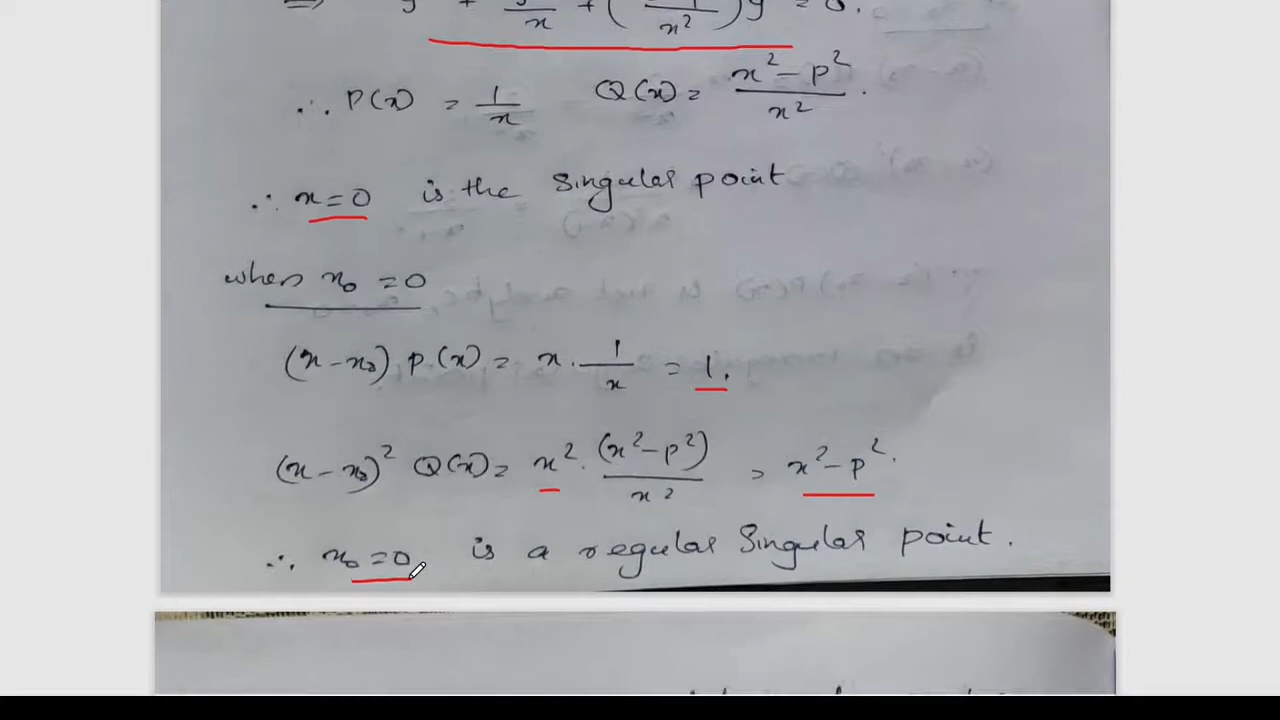 ∴ P(x) = 1/x Q(x) = (x² - p²)/x².
∴ x = 0 is the singular point
when x₀ = 0
(x - x₀) p(x) = x · 1/x = 1.
(x - x₀)² Q(x) = x² · (x² - p²)/x² = x² - p².
∴ x₀ = 0 is a regular singular point.